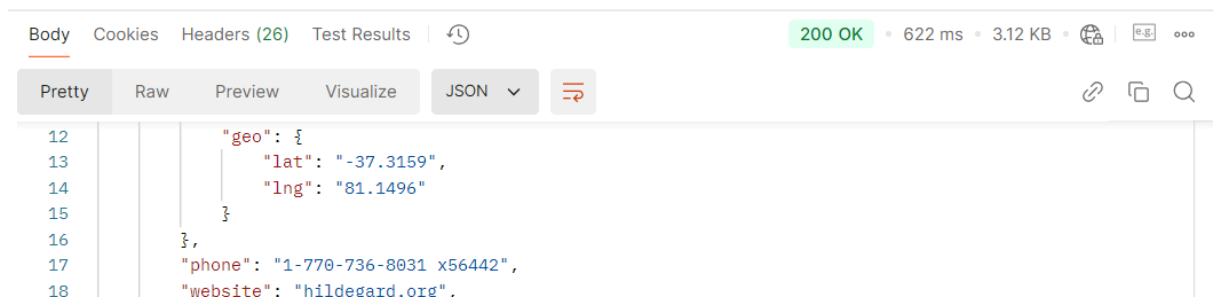 Body Cookies Headers (26) Test Results 200 OK • 622 ms • 3.12 KB • e.g. ooo
Pretty Raw Preview Visualize JSON
12 "geo": {
13 "lat": "-37.3159",
14 "lng": "81.1496"
15 }
16 },
17 "phone": "1-770-736-8031 x56442",
18 "website": "hildegard.org",